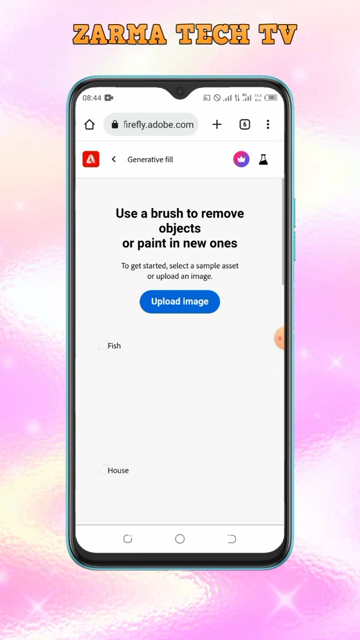 ZARMA TECH TV
08:44
firefly.adobe.com
6
Generative fill
Use a brush to remove
objects
or paint in new ones
To get started, select a sample asset
or upload an image.
Upload image
Fish
House